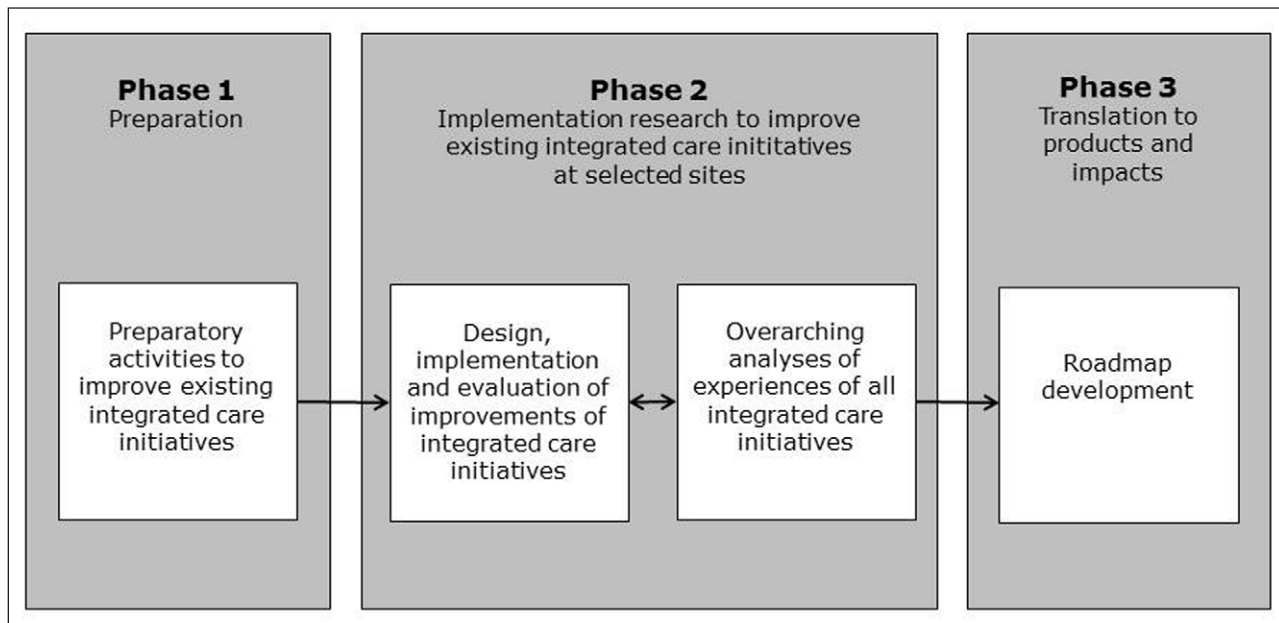 Phase 1
Preparation
Preparatory
activities to
improve existing
integrated care
initiatives
Phase 2
Implementation research to improve
existing integrated care inititatives
at selected sites
Design,
implementation
and evaluation of
improvements of
integrated care
initiatives
Overarching
analyses of
experiences of all
integrated care
initiatives
Phase 3
Translation to
products and
impacts
Roadmap
development